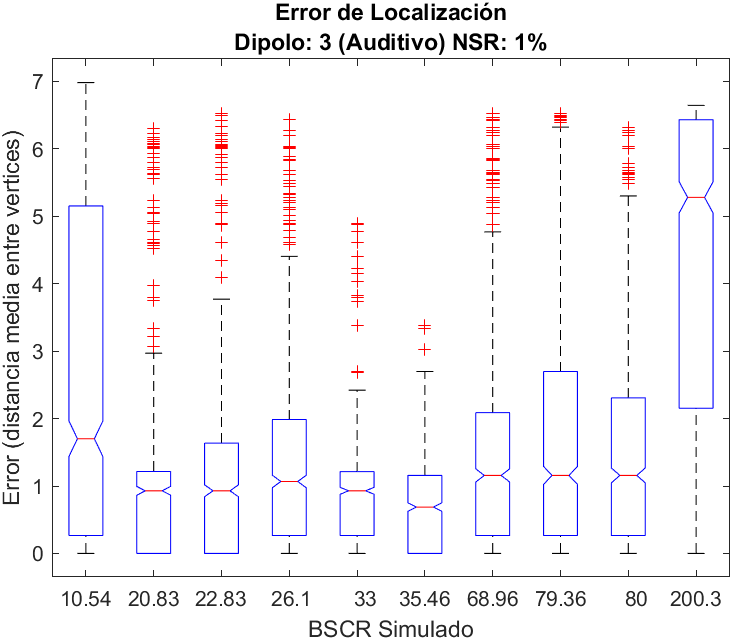 Error de Localización
Dipolo: 3 (Auditivo) NSR: 1%
Error (distancia media entre vertices)
7
6
5
4
3
2
1
0
10.54 20.83 22.83 26.1 33 35.46 68.96 79.36 80 200.3
BSCR Simulado